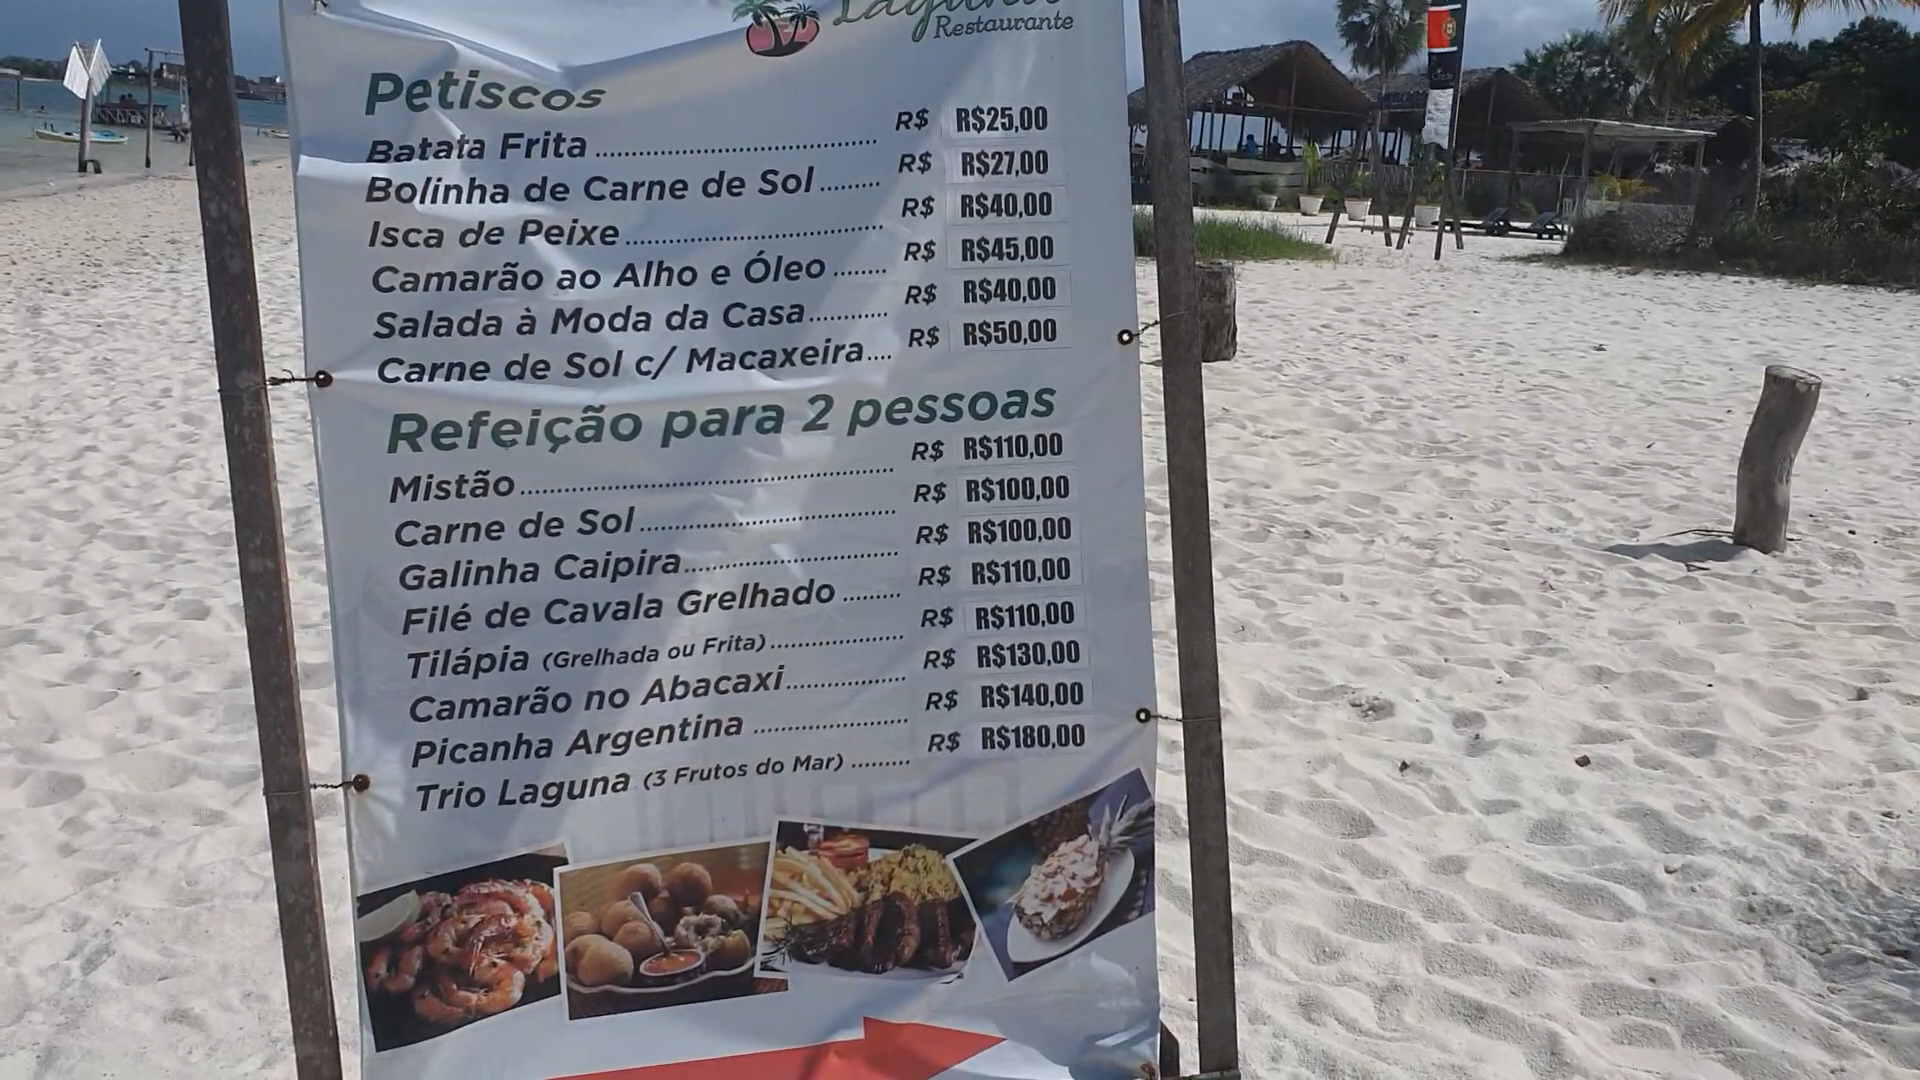 Laguna
Restaurante
Petiscos
Batata Frita ........ R$ R$25,00
Bolinha de Carne de Sol ........ R$ R$27,00
Isca de Peixe ........ R$ R$40,00
Camarão ao Alho e Óleo ........ R$ R$45,00
Salada à Moda da Casa ........ R$ R$40,00
Carne de Sol c/ Macaxeira .... R$ R$50,00
Refeição para 2 pessoas
Mistão ........ R$ R$110,00
Carne de Sol ........ R$ R$100,00
Galinha Caipira ........ R$ R$100,00
Filé de Cavala Grelhado ........ R$ R$110,00
Tilápia (Grelhada ou Frita) ........ R$ R$110,00
Camarão no Abacaxi ........ R$ R$130,00
Picanha Argentina ........ R$ R$140,00
Trio Laguna (3 Frutos do Mar) ........ R$ R$180,00